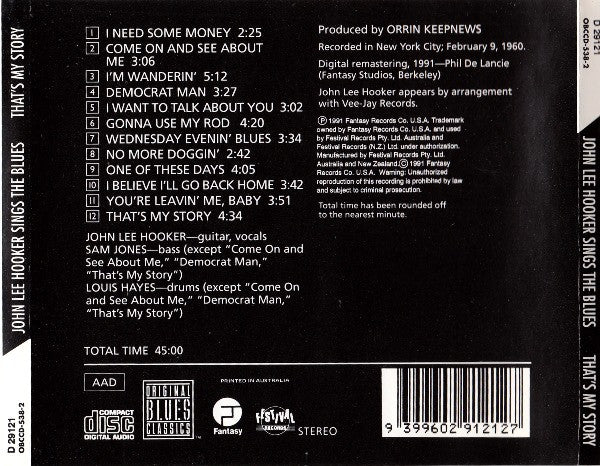 JOHN LEE HOOKER SINGS THE BLUES THAT'S MY STORY
D 29121
OBCCD-538-2
1 I NEED SOME MONEY 2:25
2 COME ON AND SEE ABOUT
ME 3:06
3 I'M WANDERIN' 5:12
4 DEMOCRAT MAN 3:27
5 I WANT TO TALK ABOUT YOU 3:02
6 GONNA USE MY ROD 4:20
7 WEDNESDAY EVENIN' BLUES 3:34
8 NO MORE DOGGIN' 2:42
9 ONE OF THESE DAYS 4:05
10 I BELIEVE I'LL GO BACK HOME 3:42
11 YOU'RE LEAVIN' ME, BABY 3:51
12 THAT'S MY STORY 4:34
JOHN LEE HOOKER—guitar, vocals
SAM JONES—bass (except "Come On and
See About Me," "Democrat Man,"
"That's My Story")
LOUIS HAYES—drums (except "Come On
and See About Me," "Democrat Man,"
"That's My Story")
TOTAL TIME 45:00
Produced by ORRIN KEEPNEWS
Recorded in New York City; February 9, 1960.
Digital remastering, 1991—Phil De Lancie
(Fantasy Studios, Berkeley)
John Lee Hooker appears by arrangement
with Vee-Jay Records.
Ⓟ 1991 Fantasy Records Co. U.S.A. Trademark
owned by Fantasy Records Co. U.S.A. and used
by Festival Records Pty. Ltd. Australia and
Festival Records (N.Z.) Ltd. under authorization.
Manufactured by Festival Records Pty. Ltd.
Australia and New Zealand.© 1991 Fantasy
Records Co. U.S.A. Warning: Unauthorized
reproduction of this recording is prohibited by law
and subject to criminal prosecution.
Total time has been rounded off
to the nearest minute.
AAD
COMPACT
disc
DIGITAL AUDIO
ORIGINAL
BLUES
CLASSICS
PRINTED IN AUSTRALIA
F
Fantasy
FESTIVAL
RECORDS
STEREO
9 399602 912127
D 29121
OBCCD-538-2
JOHN LEE HOOKER SINGS THE BLUES THAT'S MY STORY